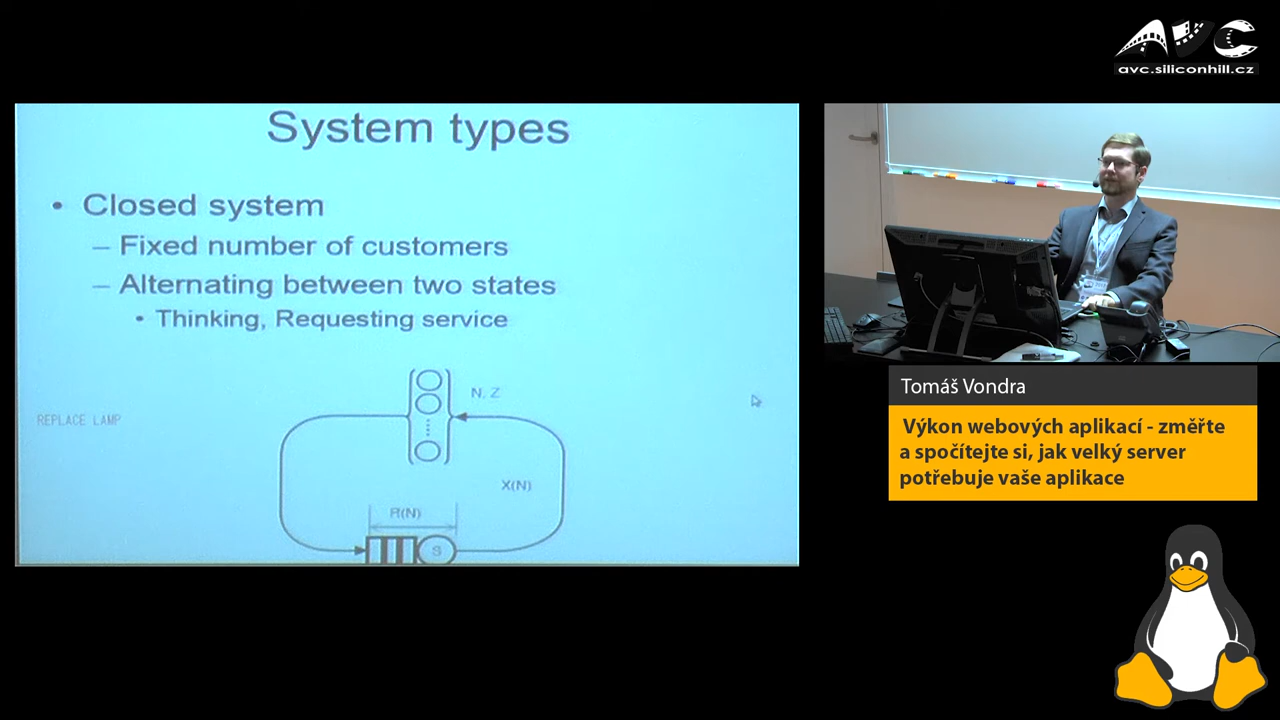 AVC
avc.siliconhill.cz
System types
• Closed system
– Fixed number of customers
– Alternating between two states
• Thinking, Requesting service
N, Z
REPLACE LAMP
X(N)
R(N)
S
Tomáš Vondra
Výkon webových aplikací - změřte
a spočítejte si, jak velký server
potřebuje vaše aplikace